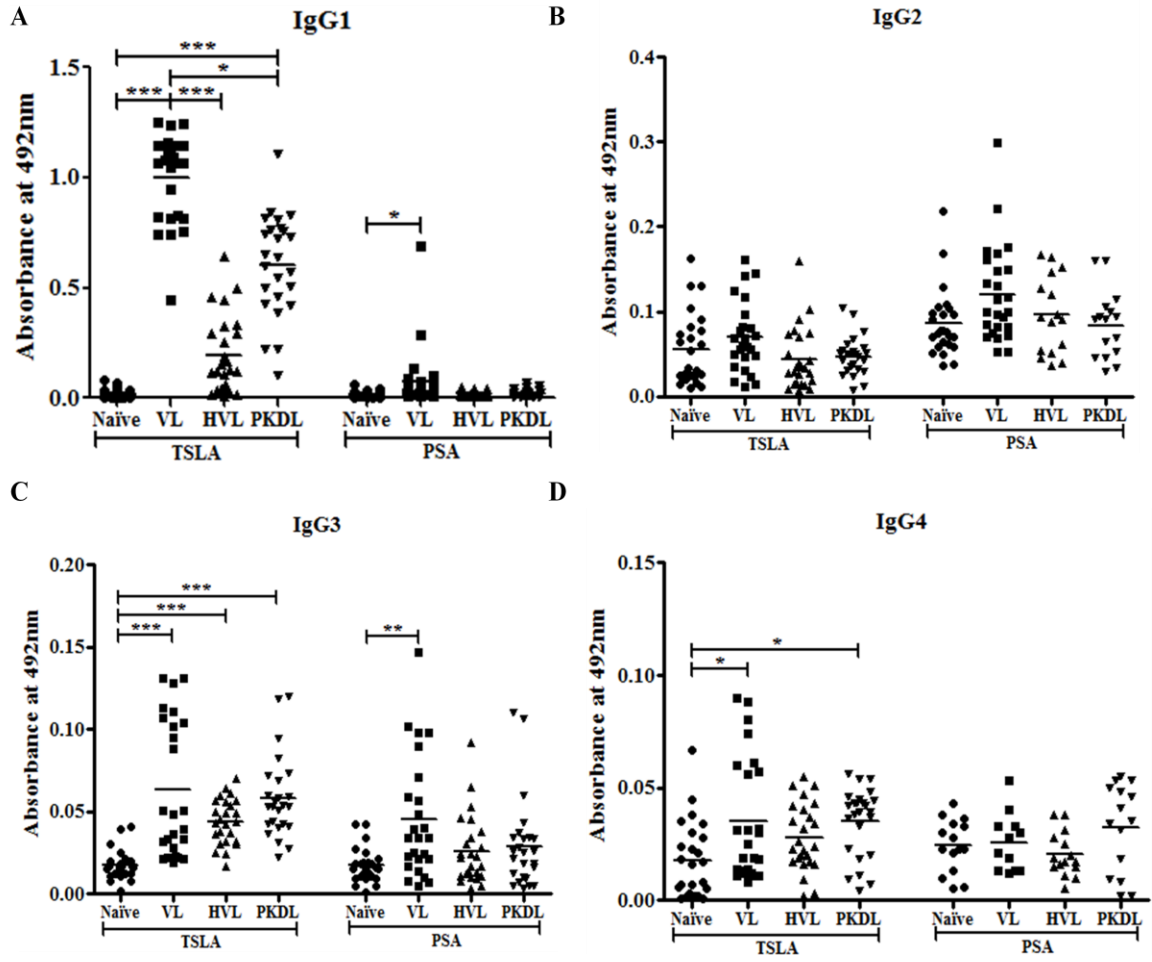 A
IgG1
***
*
*** ***
*
Absorbance at 492nm
1.5
1.0
0.5
0.0
Naïve VL HVL PKDL Naïve VL HVL PKDL
TSLA PSA
B
IgG2
Absorbance at 492nm
0.4
0.3
0.2
0.1
0.0
Naïve VL HVL PKDL Naïve VL HVL PKDL
TSLA PSA
C
IgG3
***
***
***
**
Absorbance at 492nm
0.20
0.15
0.10
0.05
0.00
Naïve VL HVL PKDL Naïve VL HVL PKDL
TSLA PSA
D
IgG4
*
*
Absorbance at 492nm
0.15
0.10
0.05
0.00
Naïve VL HVL PKDL Naïve VL HVL PKDL
TSLA PSA